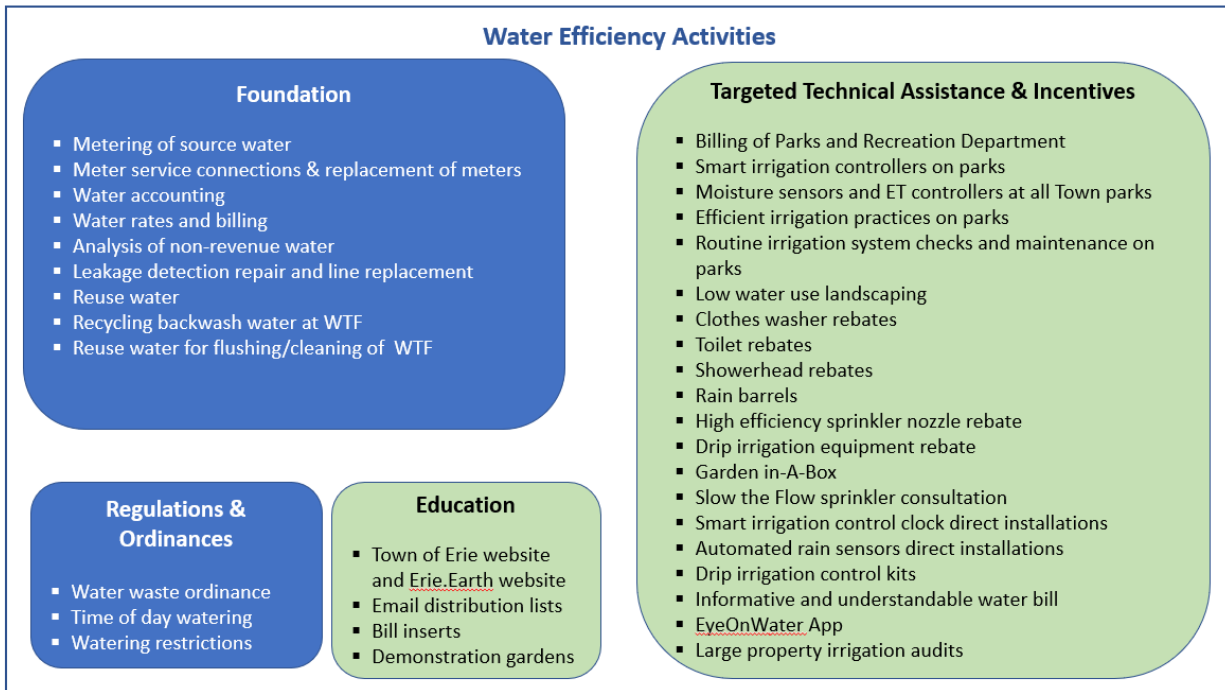 Water Efficiency Activities
Foundation
▪ Metering of source water
▪ Meter service connections & replacement of meters
▪ Water accounting
▪ Water rates and billing
▪ Analysis of non-revenue water
▪ Leakage detection repair and line replacement
▪ Reuse water
▪ Recycling backwash water at WTF
▪ Reuse water for flushing/cleaning of  WTF
Targeted Technical Assistance & Incentives
▪ Billing of Parks and Recreation Department
▪ Smart irrigation controllers on parks
▪ Moisture sensors and ET controllers at all Town parks
▪ Efficient irrigation practices on parks
▪ Routine irrigation system checks and maintenance on
parks
▪ Low water use landscaping
▪ Clothes washer rebates
▪ Toilet rebates
▪ Showerhead rebates
▪ Rain barrels
▪ High efficiency sprinkler nozzle rebate
▪ Drip irrigation equipment rebate
▪ Garden in-A-Box
▪ Slow the Flow sprinkler consultation
▪ Smart irrigation control clock direct installations
▪ Automated rain sensors direct installations
▪ Drip irrigation control kits
▪ Informative and understandable water bill
▪ EyeOnWater App
▪ Large property irrigation audits
Regulations &
Ordinances
▪ Water waste ordinance
▪ Time of day watering
▪ Watering restrictions
Education
▪ Town of Erie website
and Erie.Earth website
▪ Email distribution lists
▪ Bill inserts
▪ Demonstration gardens